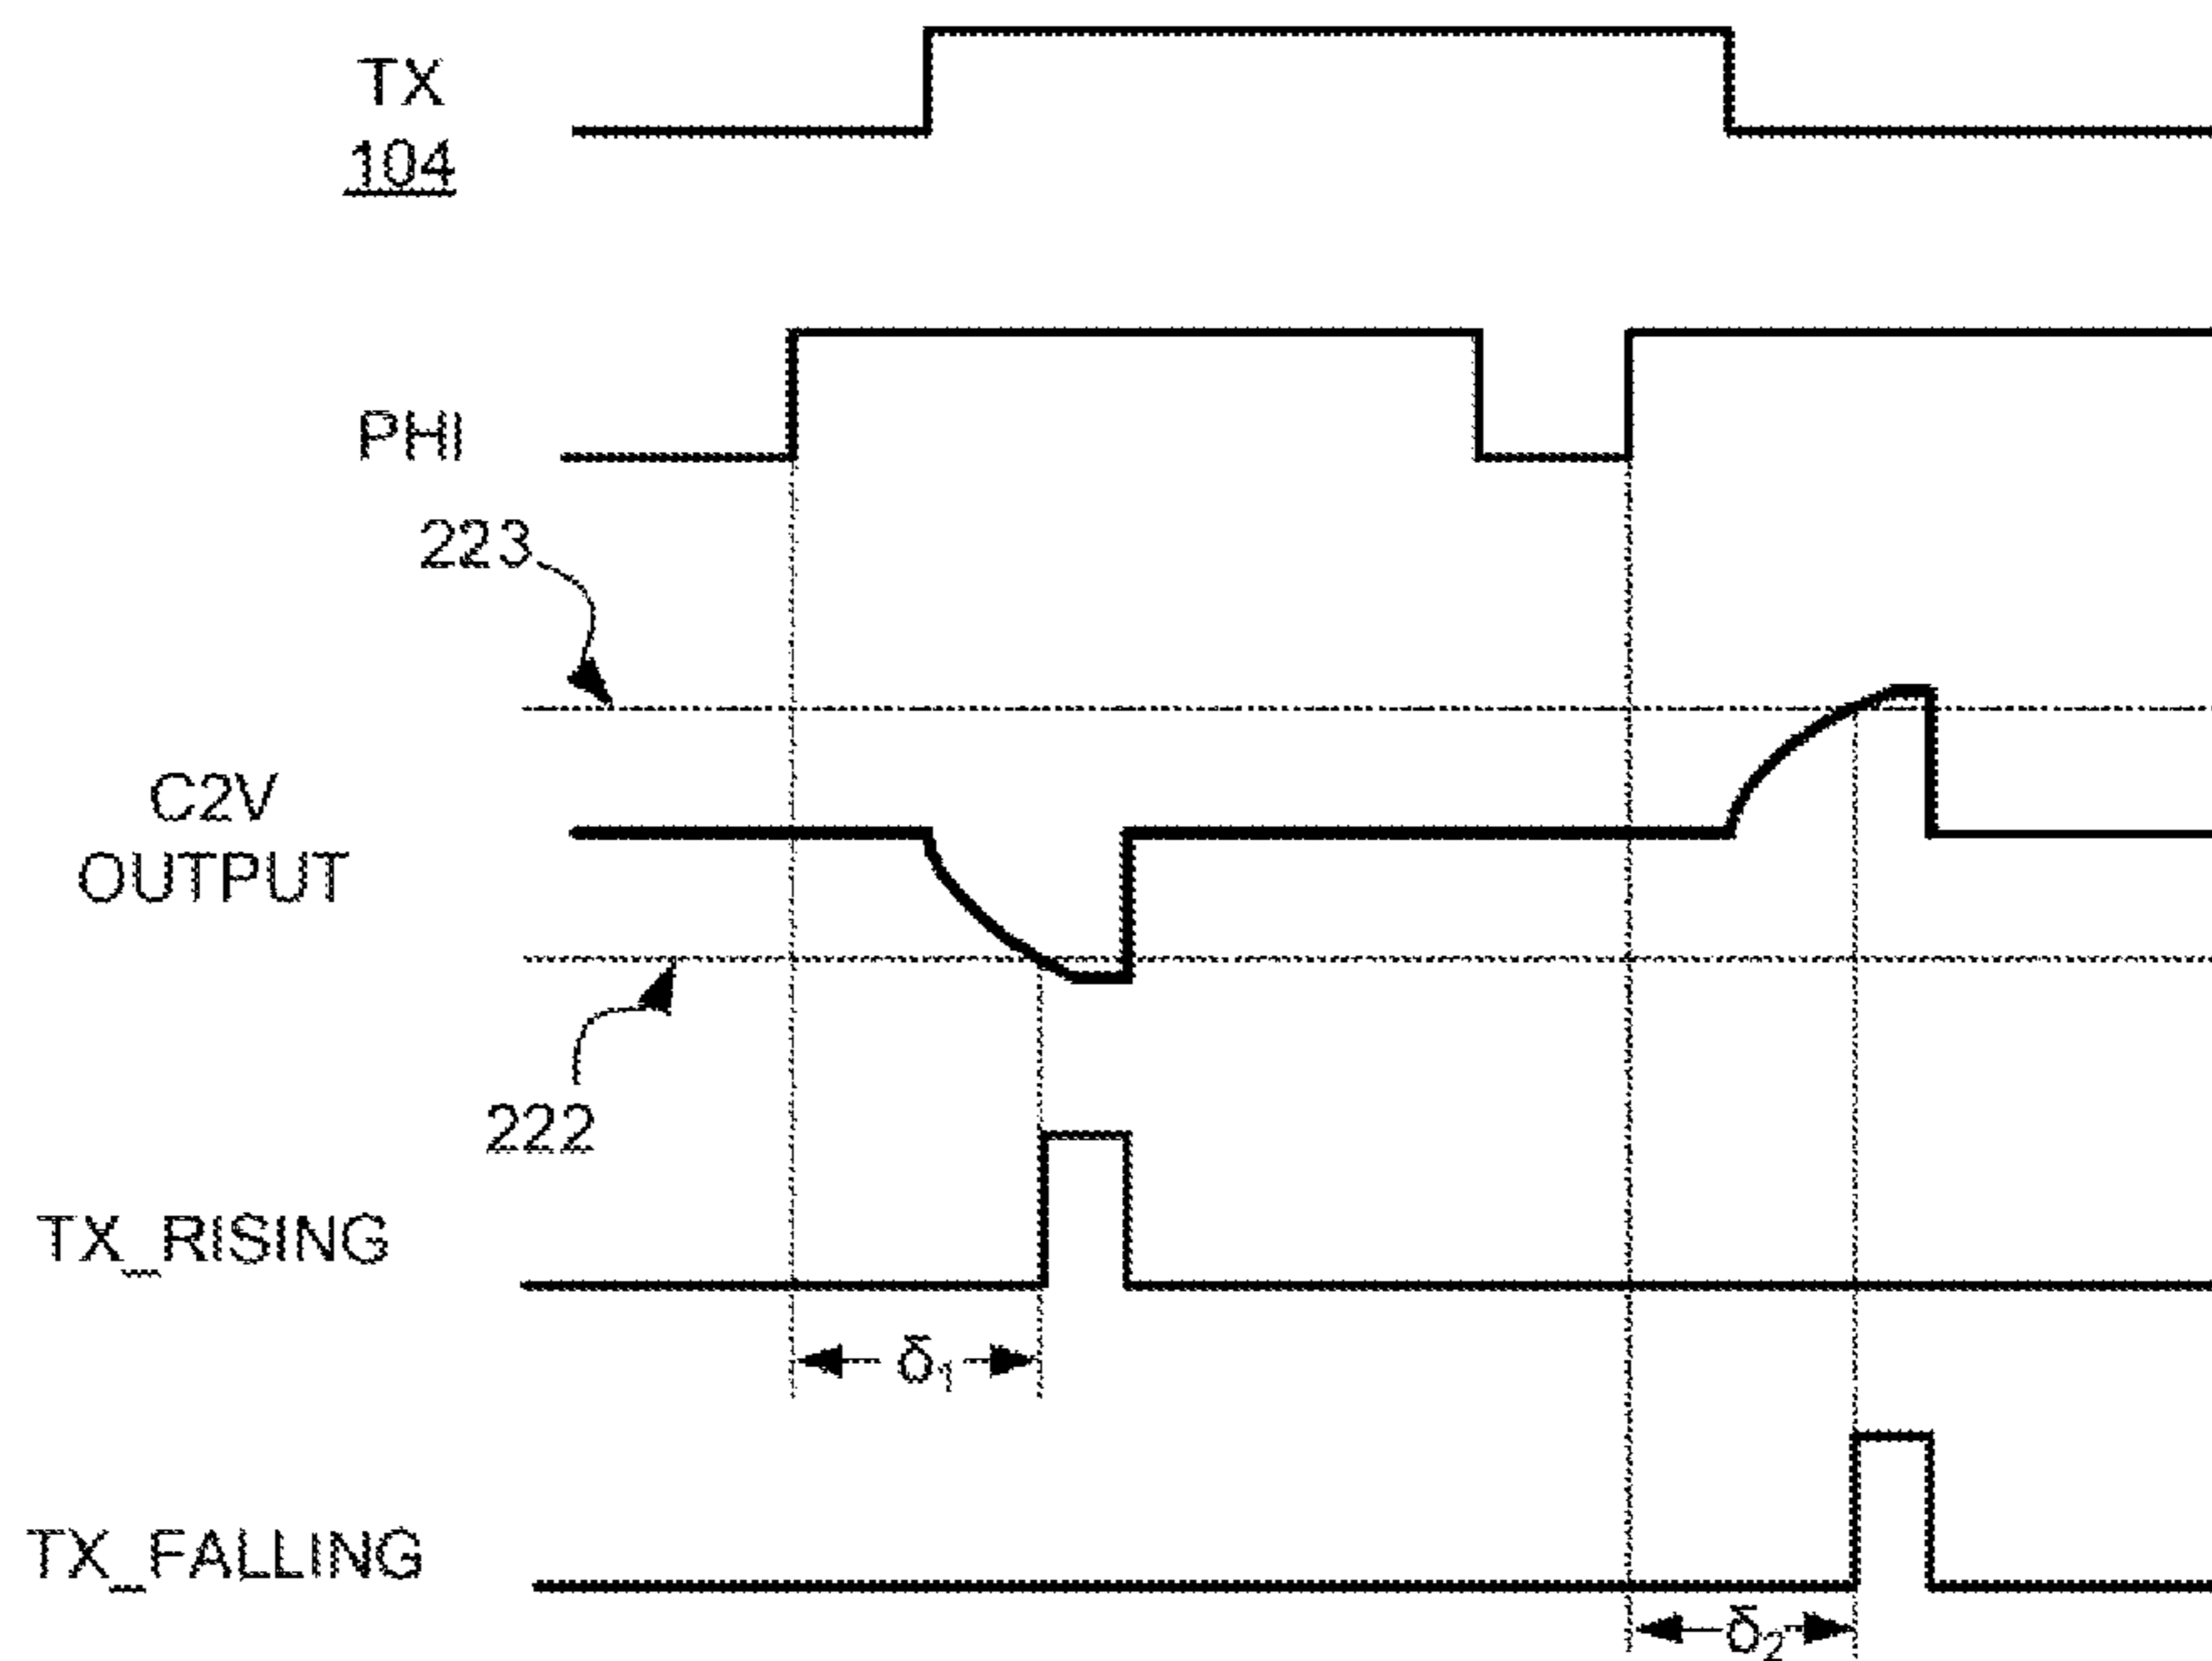 TX
104
PHI
223
C2V
OUTPUT
222
TX_RISING
δ1
TX_FALLING
δ2